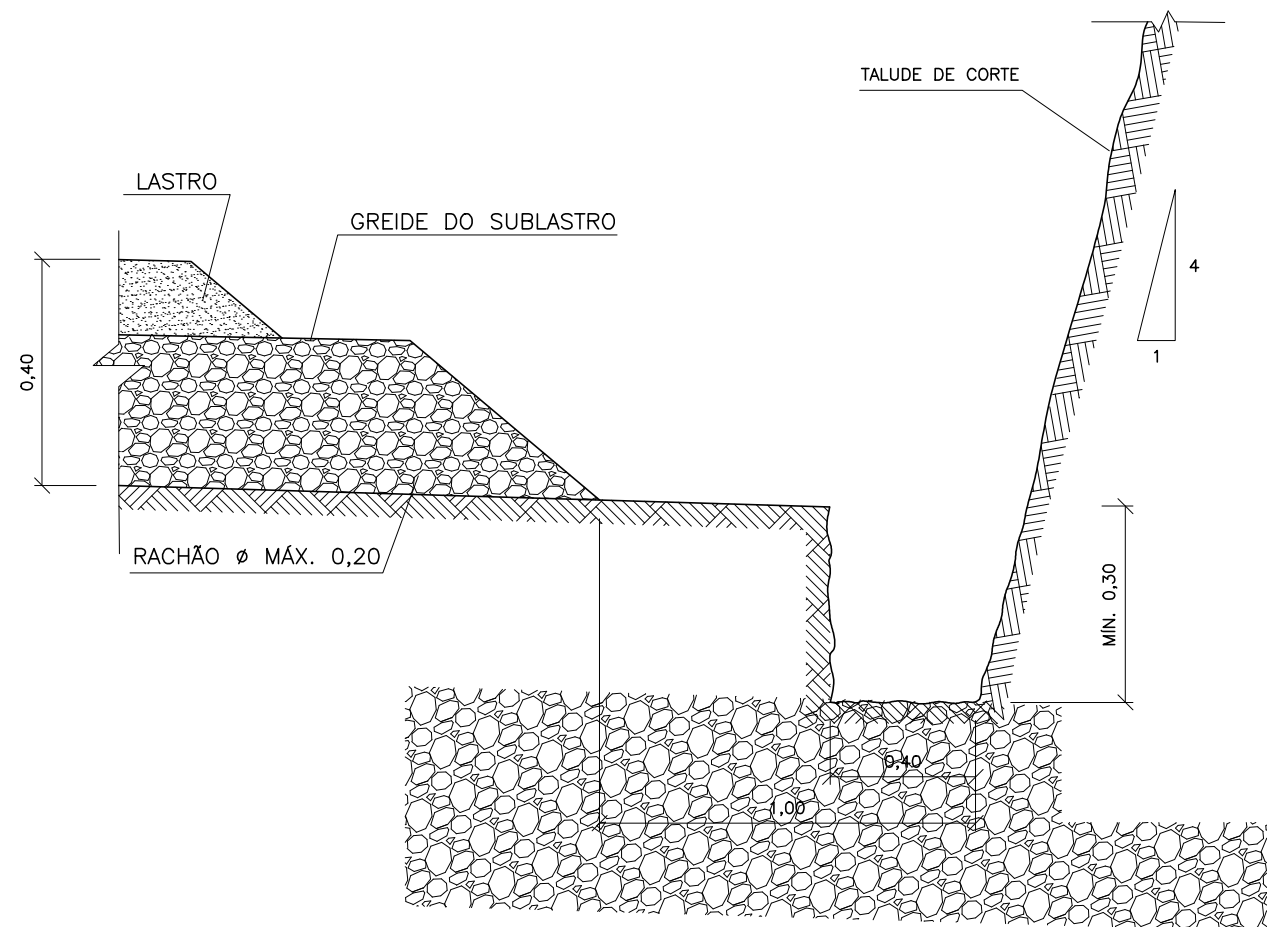 TALUDE DE CORTE
LASTRO
GREIDE DO SUBLASTRO
4
1
0,40
RACHÃO Ø MÁX. 0,20
MÍN. 0,30
0,40
1,00